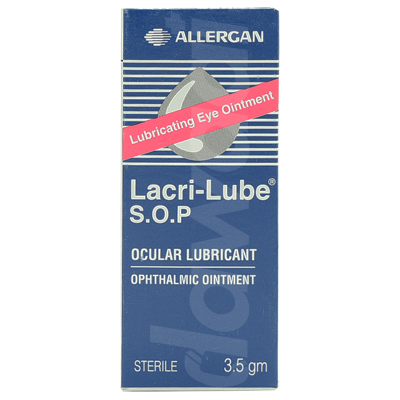 ALLERGAN
Lubricating Eye Ointment
Lacri-Lube®
S.O.P
OCULAR LUBRICANT
OPHTHALMIC OINTMENT
STERILE 3.5 gm